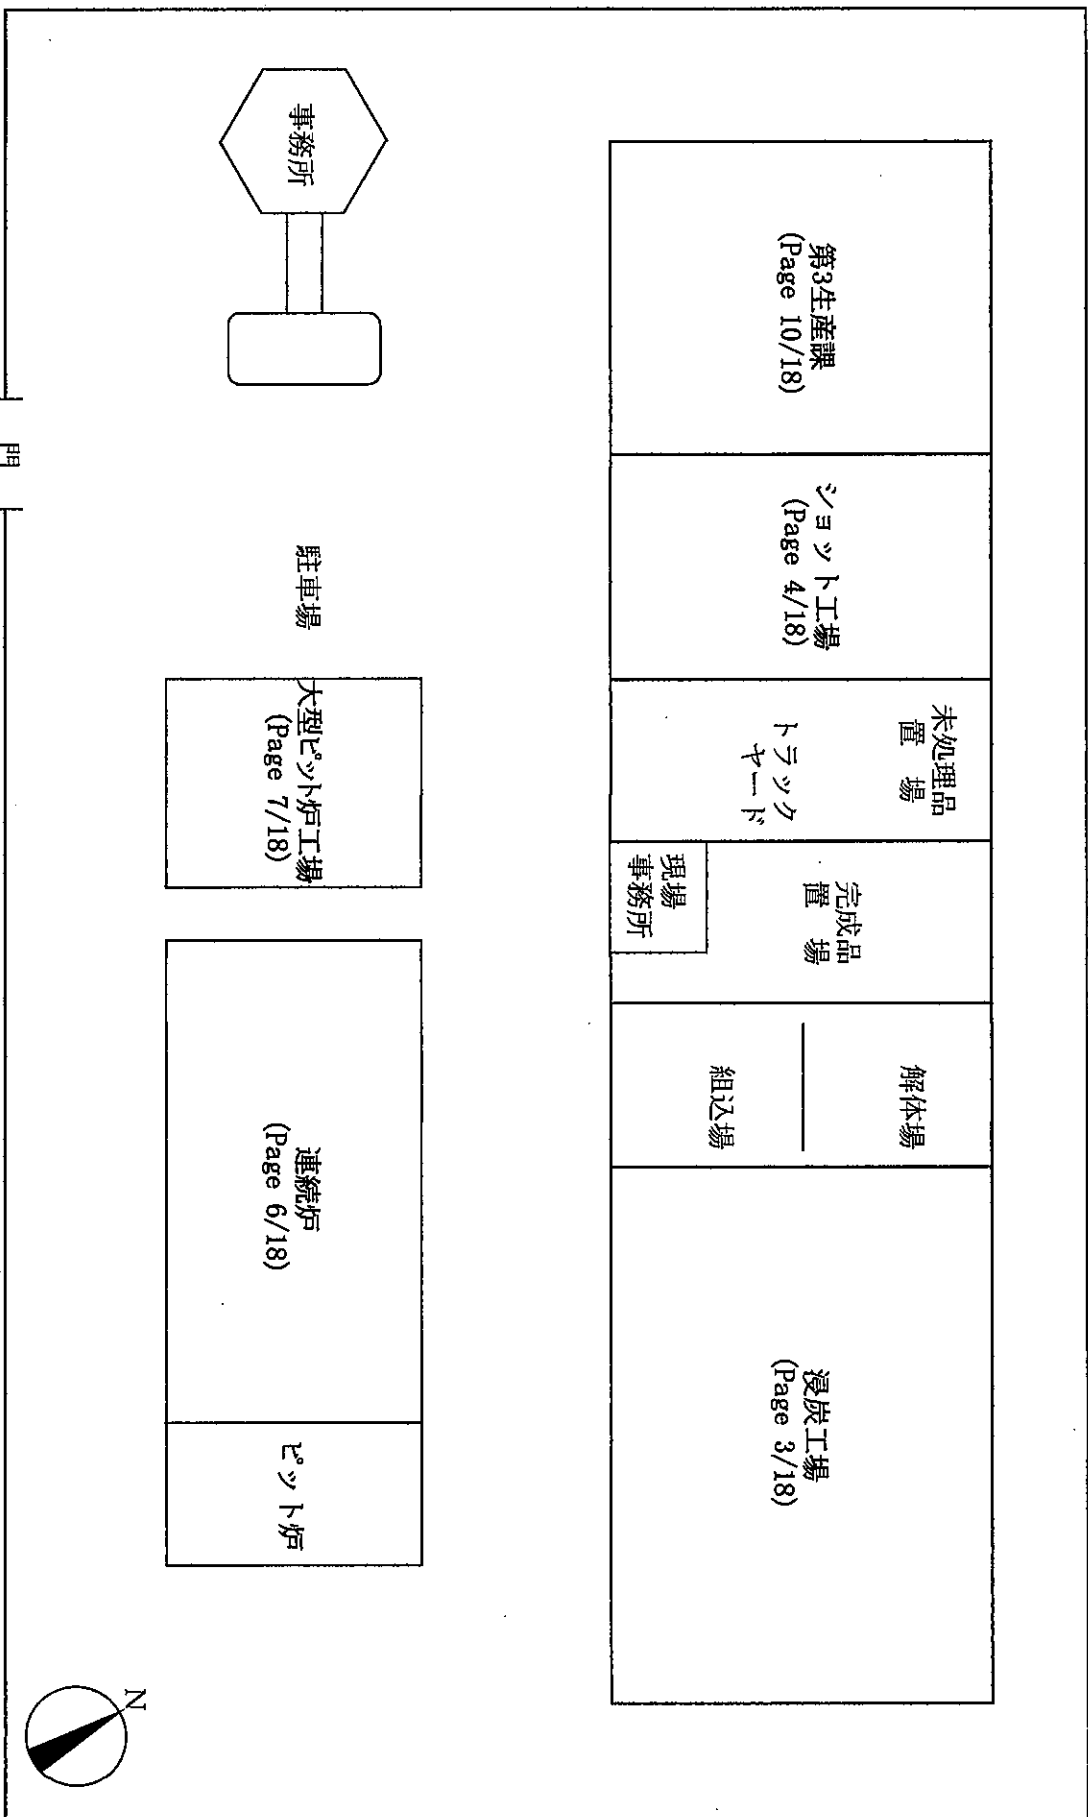 第3生産課
(Page 10/18)
ショット工場
(Page 4/18)
未処理品
置 場
トラック
ヤード
完成品
置 場
現場
事務所
解体場
組込場
浸炭工場
(Page 3/18)
事務所
駐車場
大型ピット炉工場
(Page 7/18)
連続炉
(Page 6/18)
ピット炉
門
N